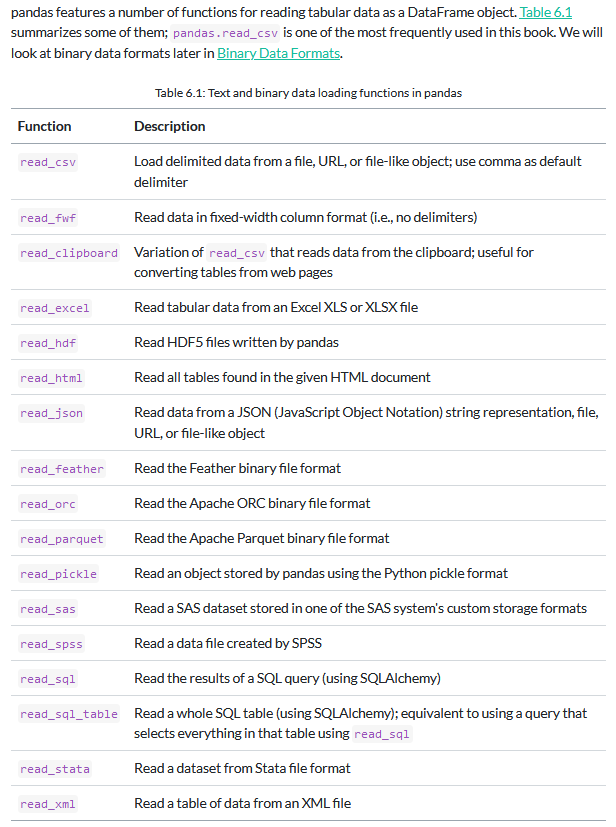 pandas features a number of functions for reading tabular data as a DataFrame object. Table 6.1
summarizes some of them; pandas.read_csv is one of the most frequently used in this book. We will
look at binary data formats later in Binary Data Formats.
Table 6.1: Text and binary data loading functions in pandas
Function Description
read_csv Load delimited data from a file, URL, or file-like object; use comma as default
delimiter
read_fwf Read data in fixed-width column format (i.e., no delimiters)
read_clipboard Variation of read_csv that reads data from the clipboard; useful for
converting tables from web pages
read_excel Read tabular data from an Excel XLS or XLSX file
read_hdf Read HDF5 files written by pandas
read_html Read all tables found in the given HTML document
read_json Read data from a JSON (JavaScript Object Notation) string representation, file,
URL, or file-like object
read_feather Read the Feather binary file format
read_orc Read the Apache ORC binary file format
read_parquet Read the Apache Parquet binary file format
read_pickle Read an object stored by pandas using the Python pickle format
read_sas Read a SAS dataset stored in one of the SAS system's custom storage formats
read_spss Read a data file created by SPSS
read_sql Read the results of a SQL query (using SQLAlchemy)
read_sql_table Read a whole SQL table (using SQLAlchemy); equivalent to using a query that
selects everything in that table using read_sql
read_stata Read a dataset from Stata file format
read_xml Read a table of data from an XML file